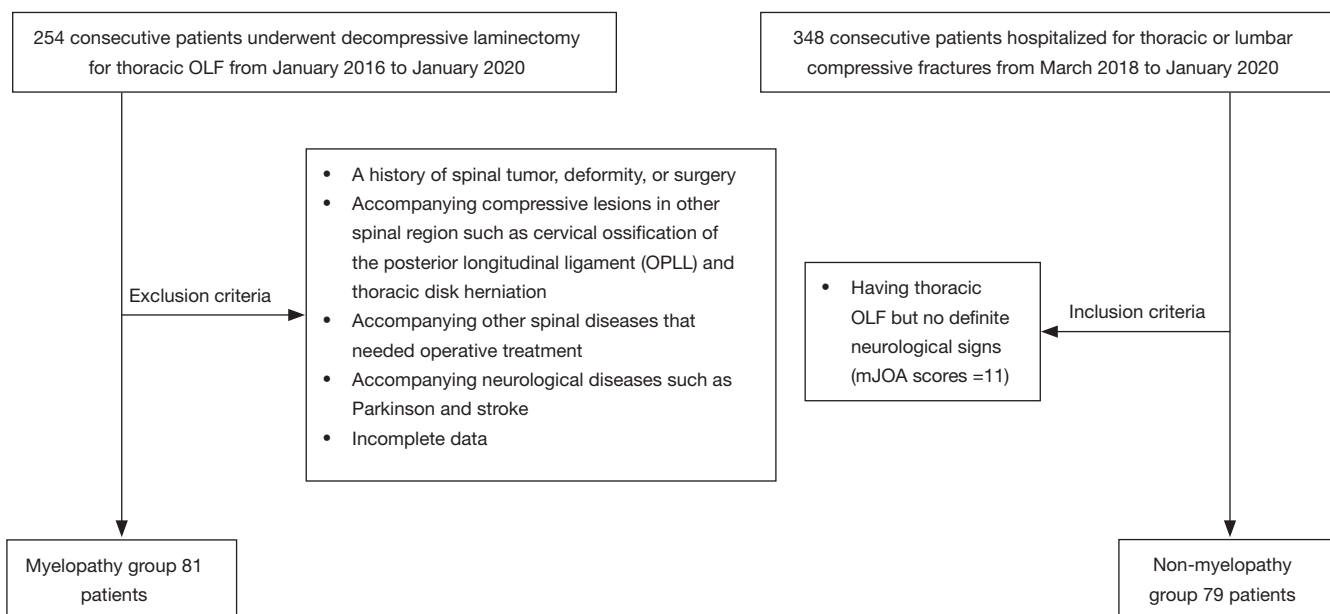 254 consecutive patients underwent decompressive laminectomy
for thoracic OLF from January 2016 to January 2020
348 consecutive patients hospitalized for thoracic or lumbar
compressive fractures from March 2018 to January 2020
Exclusion criteria
• A history of spinal tumor, deformity, or surgery
• Accompanying compressive lesions in other
spinal region such as cervical ossification of
the posterior longitudinal ligament (OPLL) and
thoracic disk herniation
• Accompanying other spinal diseases that
needed operative treatment
• Accompanying neurological diseases such as
Parkinson and stroke
• Incomplete data
• Having thoracic
OLF but no definite
neurological signs
(mJOA scores =11)
Inclusion criteria
Myelopathy group 81
patients
Non-myelopathy
group 79 patients